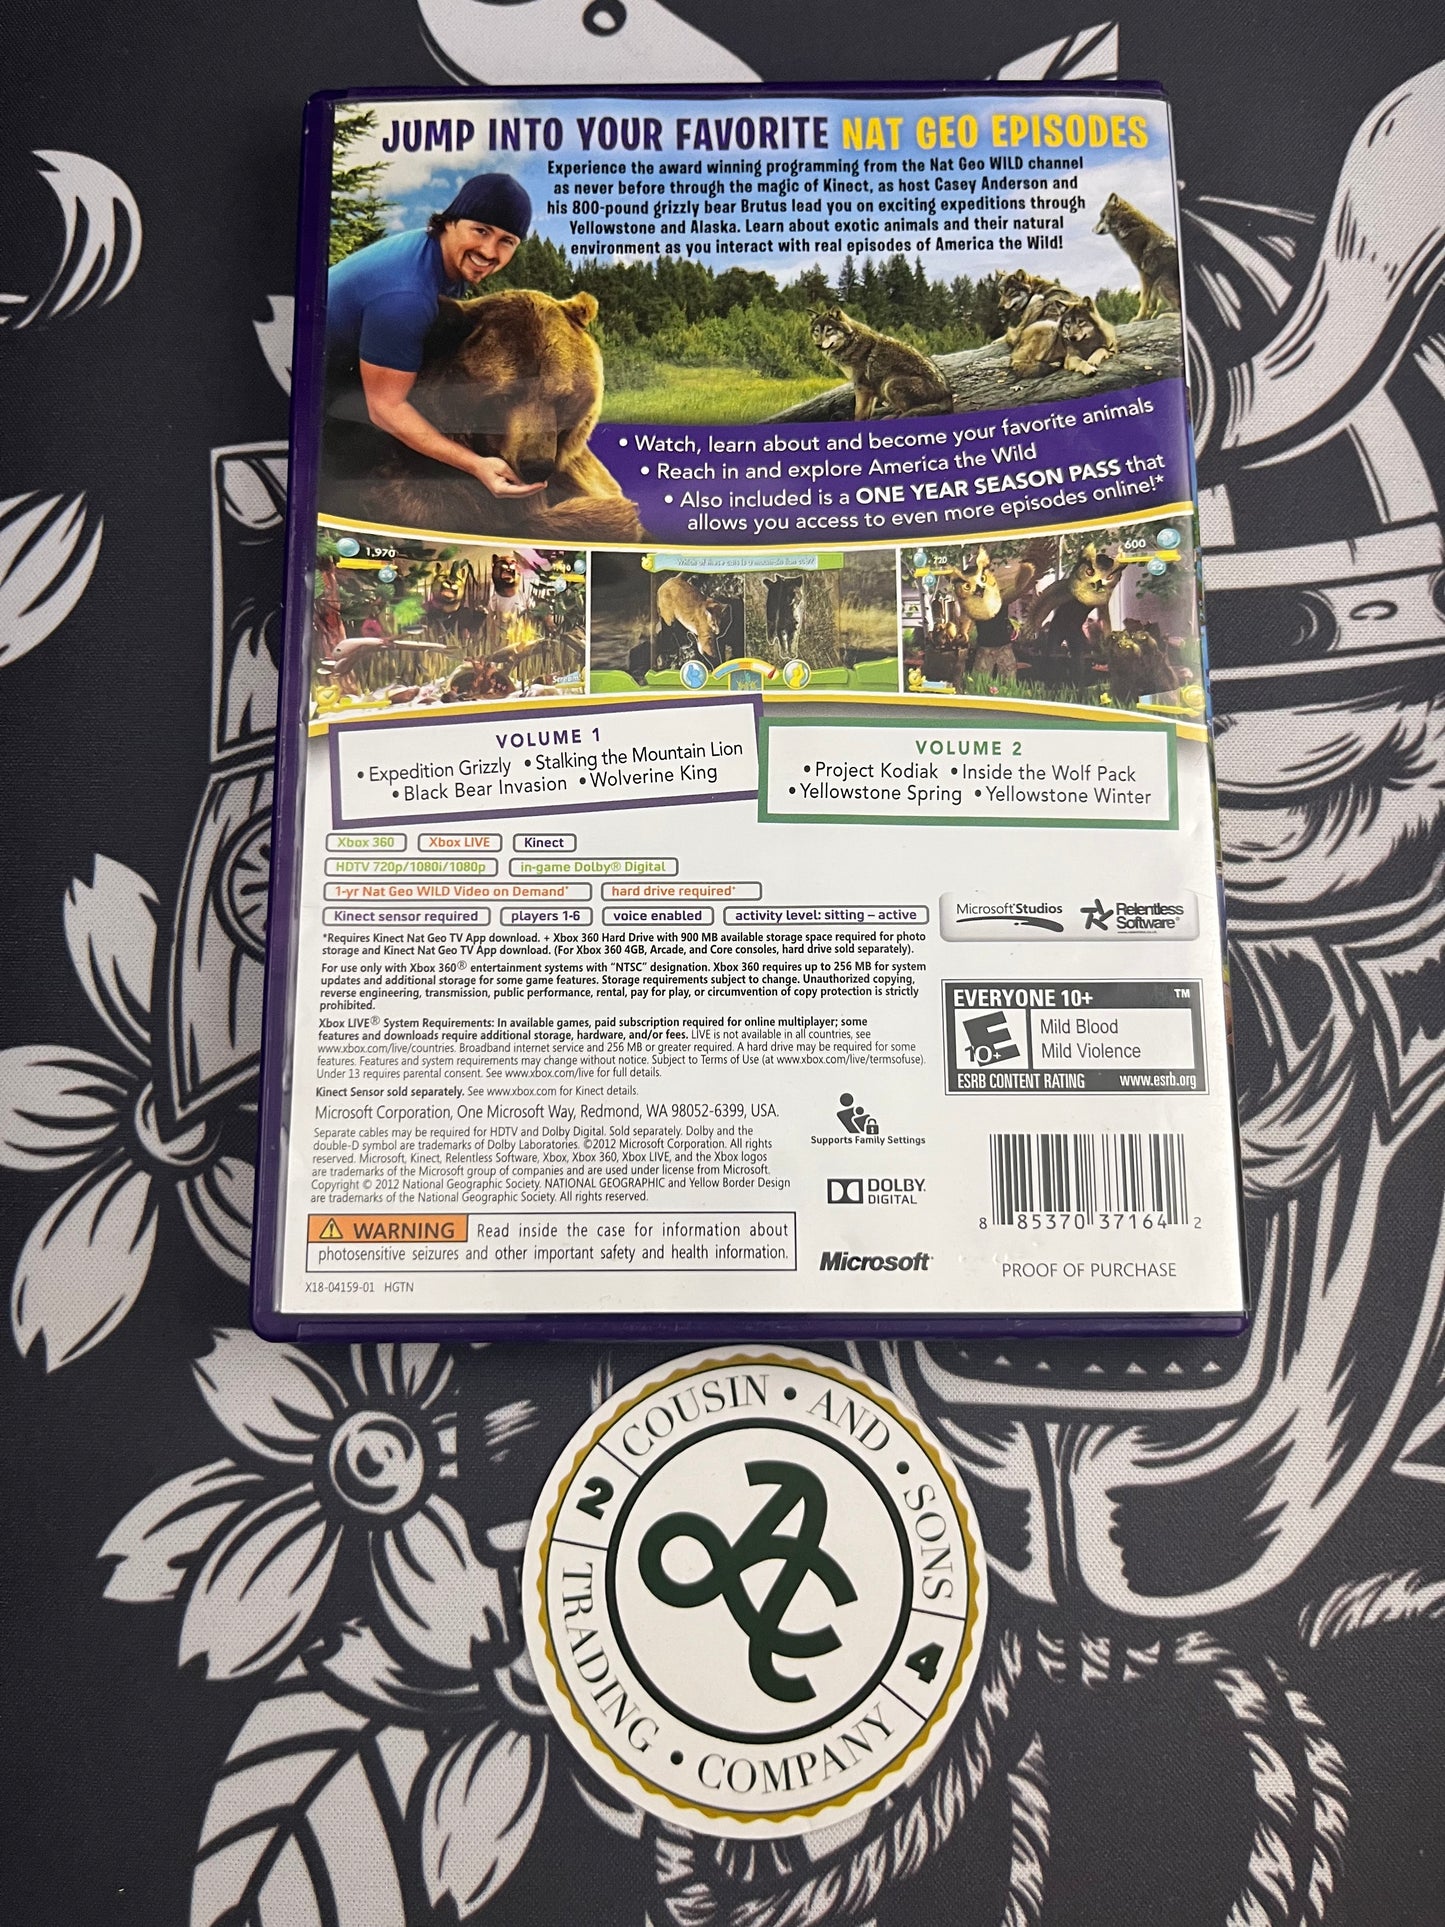 JUMP INTO YOUR FAVORITE NAT GEO EPISODES
Experience the award winning programming from the Nat Geo WILD channel
as never before through the magic of Kinect, as host Casey Anderson and
his 800-pound grizzly bear Brutus lead you on exciting expeditions through
Yellowstone and Alaska. Learn about exotic animals and their natural
environment as you interact with real episodes of America the Wild!
• Watch, learn about and become your favorite animals
• Reach in and explore America the Wild
• Also included is a ONE YEAR SEASON PASS that
allows you access to even more episodes online!*
1,970
Which of these cats is a mountain lion cub?
720
600
VOLUME 1
• Expedition Grizzly • Stalking the Mountain Lion
• Black Bear Invasion • Wolverine King
VOLUME 2
• Project Kodiak • Inside the Wolf Pack
• Yellowstone Spring • Yellowstone Winter
Xbox 360 Xbox LIVE Kinect
HDTV 720p/1080i/1080p in-game Dolby® Digital
1-yr Nat Geo WILD Video on Demand* hard drive required*
Kinect sensor required players 1-6 voice enabled activity level: sitting – active
Microsoft Studios Relentless Software®
*Requires Kinect Nat Geo TV App download. + Xbox 360 Hard Drive with 900 MB available storage space required for photo
storage and Kinect Nat Geo TV App download. (For Xbox 360 4GB, Arcade, and Core consoles, hard drive sold separately).
For use only with Xbox 360® entertainment systems with “NTSC” designation. Xbox 360 requires up to 256 MB for system
updates and additional storage for some game features. Storage requirements subject to change. Unauthorized copying,
reverse engineering, transmission, public performance, rental, pay for play, or circumvention of copy protection is strictly
prohibited.
Xbox LIVE® System Requirements: In available games, paid subscription required for online multiplayer; some
features and downloads require additional storage, hardware, and/or fees. LIVE is not available in all countries, see
www.xbox.com/live/countries. Broadband internet service and 256 MB or greater required. A hard drive may be required for some
features. Features and system requirements may change without notice. Subject to Terms of Use (at www.xbox.com/live/termsofuse).
Under 13 requires parental consent. See www.xbox.com/live for full details.
Kinect Sensor sold separately. See www.xbox.com for Kinect details.
Microsoft Corporation, One Microsoft Way, Redmond, WA 98052-6399, USA.
Separate cables may be required for HDTV and Dolby Digital. Sold separately. Dolby and the
double-D symbol are trademarks of Dolby Laboratories. ©2012 Microsoft Corporation. All rights
reserved. Microsoft, Kinect, Relentless Software, Xbox, Xbox 360, Xbox LIVE, and the Xbox logos
are trademarks of the Microsoft group of companies and are used under license from Microsoft.
Copyright © 2012 National Geographic Society. NATIONAL GEOGRAPHIC and Yellow Border Design
are trademarks of the National Geographic Society. All rights reserved.
WARNING Read inside the case for information about
photosensitive seizures and other important safety and health information.
X18-04159-01 HGTN
EVERYONE 10+ ™
E
10+
Mild Blood
Mild Violence
ESRB CONTENT RATING www.esrb.org
Supports Family Settings
DOLBY.
DIGITAL
Microsoft®
8 85370 37164 2
PROOF OF PURCHASE
COUSIN • AND • SONS
2 4
TRADING • COMPANY